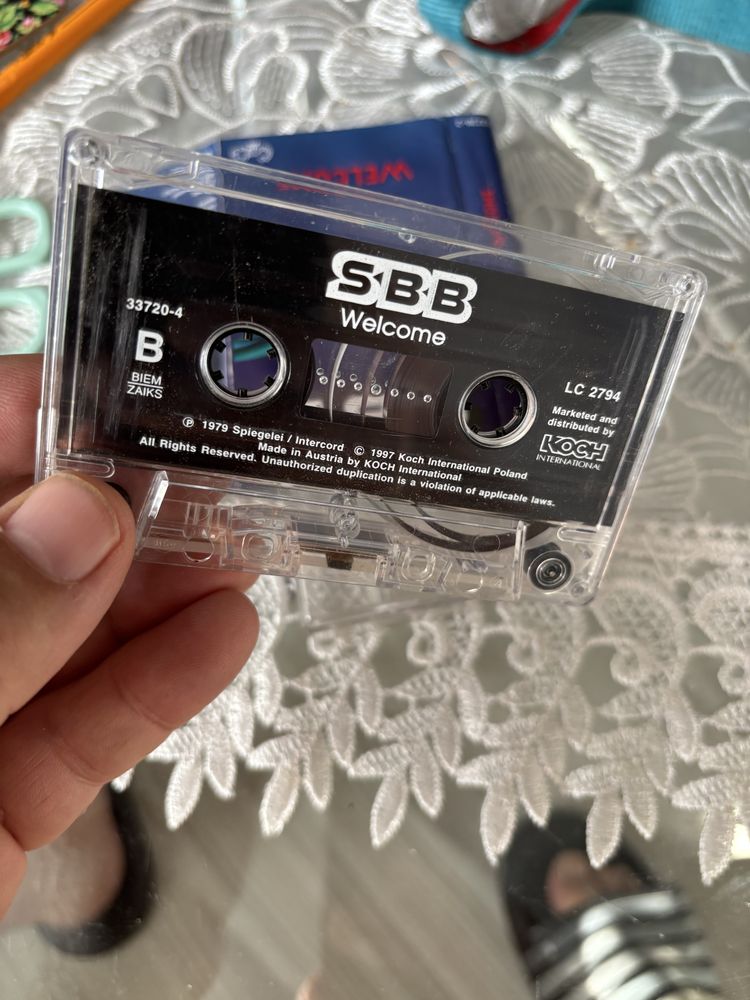 WELCOME
SBB
Welcome
33720-4
B
BIEM
ZAIKS
LC 2794
Marketed and
distributed by
KOCH
INTERNATIONAL
℗ 1979 Spiegelei / Intercord © 1997 Koch International Poland
Made in Austria by KOCH International
All Rights Reserved. Unauthorized duplication is a violation of applicable laws.